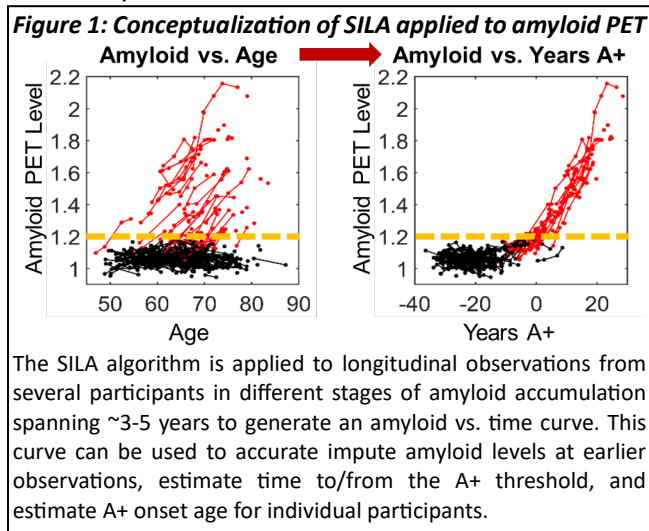 Figure 1: Conceptualization of SILA applied to amyloid PET
Amyloid vs. Age
Amyloid vs. Years A+
Amyloid PET Level
2.2
2
1.8
1.6
1.4
1.2
1
50 60 70 80 90
Age
Amyloid PET Level
2.2
2
1.8
1.6
1.4
1.2
1
-40 -20 0 20
Years A+
The SILA algorithm is applied to longitudinal observations from
several participants in different stages of amyloid accumulation
spanning ~3-5 years to generate an amyloid vs. time curve. This
curve can be used to accurate impute amyloid levels at earlier
observations, estimate time to/from the A+ threshold, and
estimate A+ onset age for individual participants.